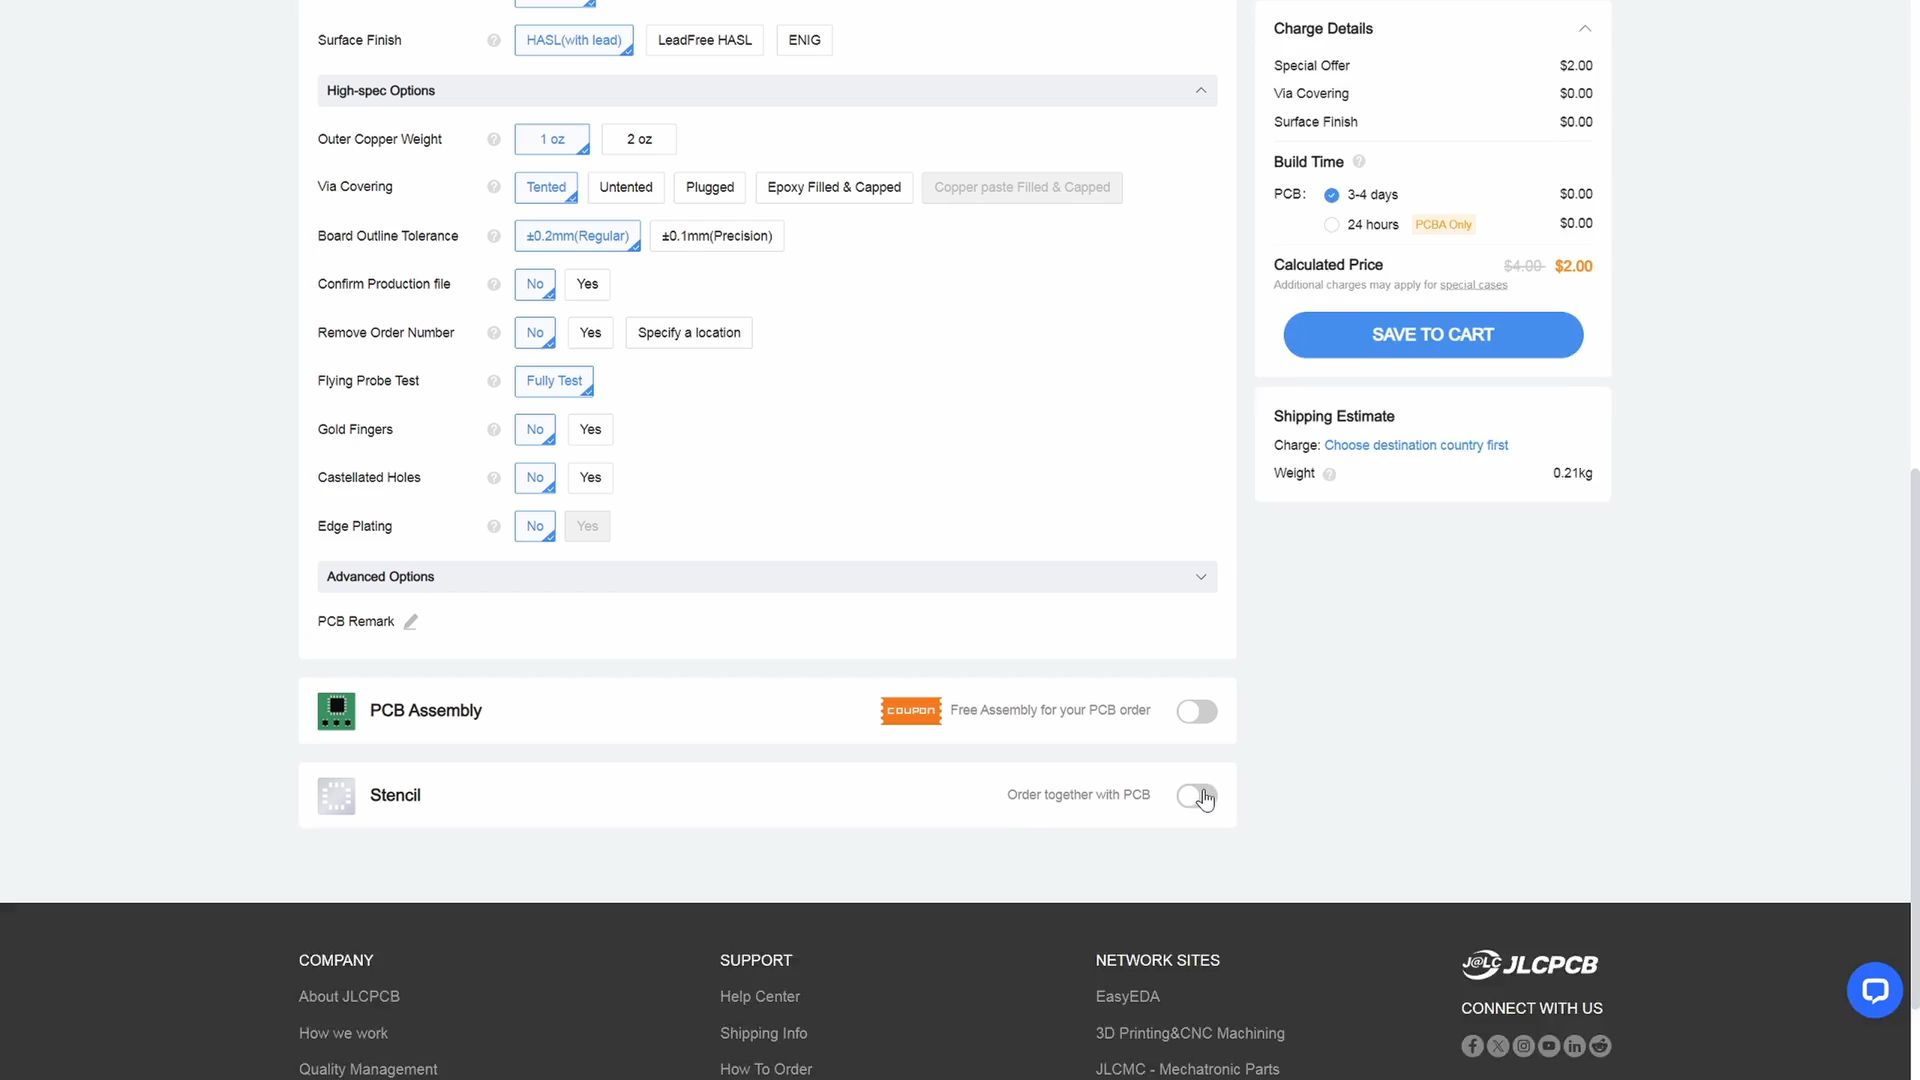 Surface Finish HASL(with lead) LeadFree HASL ENIG
High-spec Options
Outer Copper Weight 1 oz 2 oz
Via Covering Tented Untented Plugged Epoxy Filled & Capped Copper paste Filled & Capped
Board Outline Tolerance ±0.2mm(Regular) ±0.1mm(Precision)
Confirm Production file No Yes
Remove Order Number No Yes Specify a location
Flying Probe Test Fully Test
Gold Fingers No Yes
Castellated Holes No Yes
Edge Plating No Yes
Advanced Options
PCB Remark
PCB Assembly COUPON Free Assembly for your PCB order
Stencil Order together with PCB
Charge Details
Special Offer $2.00
Via Covering $0.00
Surface Finish $0.00
Build Time
PCB: 3-4 days $0.00
24 hours PCBA Only $0.00
Calculated Price $4.00 $2.00
Additional charges may apply for special cases
SAVE TO CART
Shipping Estimate
Charge: Choose destination country first
Weight 0.21kg
COMPANY
About JLCPCB
How we work
Quality Management
SUPPORT
Help Center
Shipping Info
How To Order
NETWORK SITES
EasyEDA
3D Printing&CNC Machining
JLCMC - Mechatronic Parts
J@LC JLCPCB
CONNECT WITH US